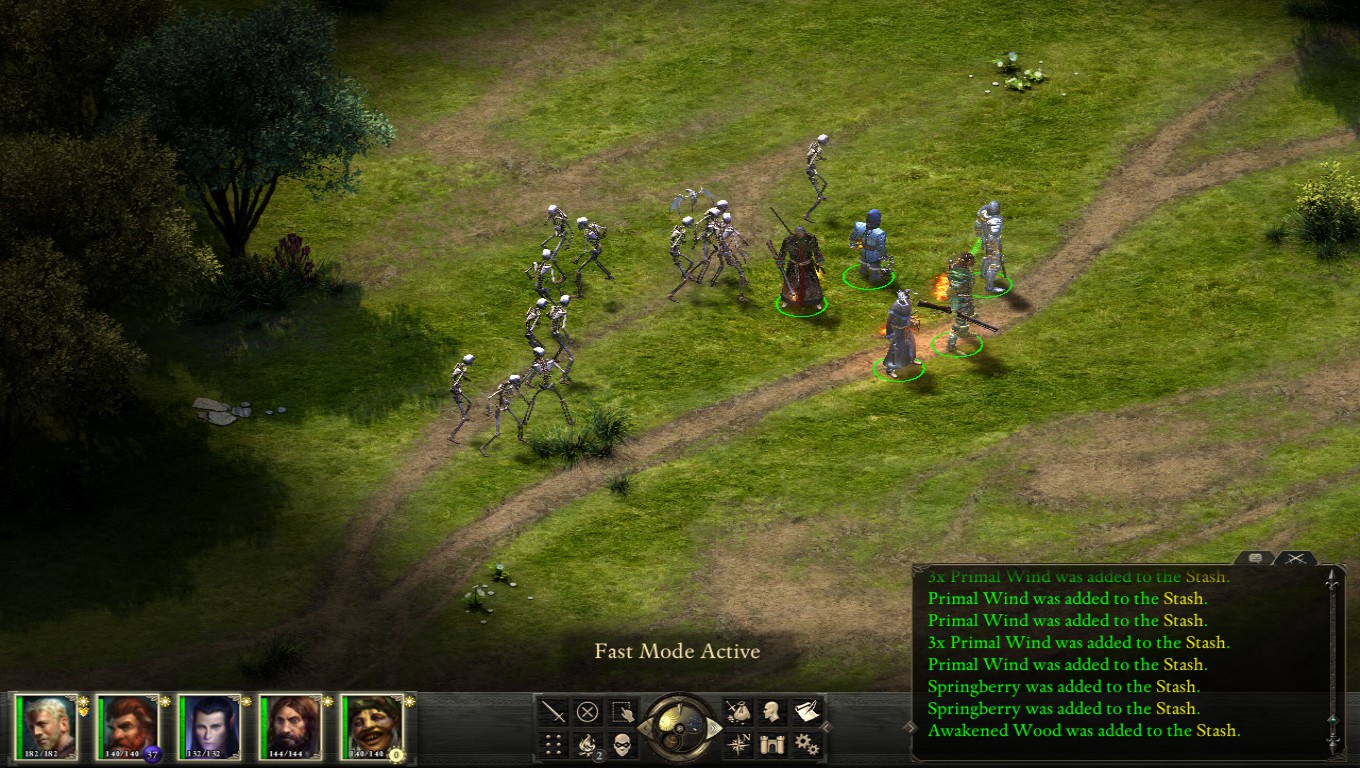 Fast Mode Active
3x Primal Wind was added to the Stash.
Primal Wind was added to the Stash.
Primal Wind was added to the Stash.
3x Primal Wind was added to the Stash.
Primal Wind was added to the Stash.
Springberry was added to the Stash.
Springberry was added to the Stash.
Awakened Wood was added to the Stash.
182/182
140/140
37
132/132
144/144
140/140
0
2
N